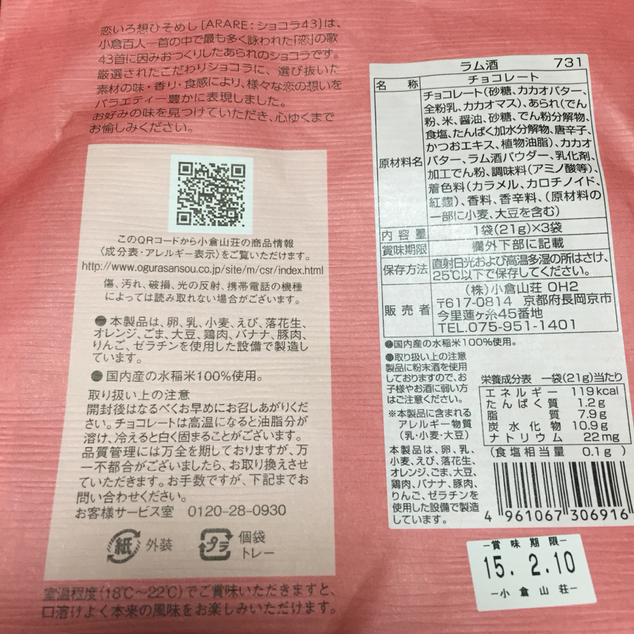 恋いろ想ひそめし［ARARE：ショコラ43］は、
小倉百人一首の中で最も多く詠われた「恋」の歌
43首に因みおつくりしたあられのショコラです。
厳選されたこだわりショコラに、選び抜いた
素材の味・香り・食感により、様々な恋の想いを
バラエティー豊かに表現しました。
お好みの味を見つけていただき、心ゆくまで
お愉しみください。
このQRコードから小倉山荘の商品情報
（成分表・アレルギー表示）をご覧いただけます。
http://www.ogurasansou.co.jp/site/m/csr/index.html
傷、汚れ、破損、光の反射、携帯電話の機種
によっては読み取れない場合がございます。
●本製品は、卵、乳、小麦、えび、落花生、
オレンジ、ごま、大豆、鶏肉、バナナ、豚肉、
りんご、ゼラチンを使用した設備で製造し
ています。
●国内産の水稲米100%使用。
取り扱い上の注意
開封後はなるべくお早めにお召しあがりくだ
さい。チョコレートは高温になると油脂分が
溶け、冷えると白く固まることがございます。
品質管理には万全を期しておりますが、万
一不都合がございましたら、お取り換えさせ
ていただきます。お手数ですが、下記までお
問い合わせください。
お客様サービス室 0120-28-0930
紙 外装
プラ 個袋
トレー
室温程度（18℃〜22℃）でご賞味いただきますと、
口溶けよく本来の風味をお楽しみいただけます。
ラム酒 731
名称 チョコレート
原材料名 チョコレート（砂糖、カカオバター、
全粉乳、カカオマス）、あられ（でん
粉、米、醤油、砂糖、でん粉分解物、
食塩、たんぱく加水分解物、唐辛子、
かつおエキス、植物油脂）、カカオ
バター、ラム酒パウダー、乳化剤、
加工でん粉、調味料（アミノ酸等）、
着色料（カラメル、カロチノイド、
紅麹）、香料、香辛料、（原材料の
一部に小麦、大豆を含む）
内容量 1袋（21g）×3袋
賞味期限 欄外下部に記載
保存方法 直射日光および高温多湿の所はさけ、
25℃以下で保存してください。
販売者 （株）小倉山荘 OH2
〒617-0814 京都府長岡京市
今里蓮ヶ糸45番地
TEL.075-951-1401
●国内産の水稲米100%使用。
●取り扱い上の注意
製品に粉末酒を使用
しておりますので、お
子様やお酒に弱い方
はご遠慮ください。
※本製品に含まれる
アレルギー物質
（乳・小麦・大豆）
本製品は、卵、乳、
小麦、えび、落花生、
オレンジ、ごま、大豆、
鶏肉、バナナ、豚肉、
りんご、ゼラチンを使
用した設備で製造し
ています。
栄養成分表 一袋（21g）当たり
エネルギー 119kcal
たんぱく質 1.2g
脂質 7.9g
炭水化物 10.9g
ナトリウム 22mg
（食塩相当量 0.1g）
4 961067 306916
-賞味期限-
15.2.10
-小倉山荘-